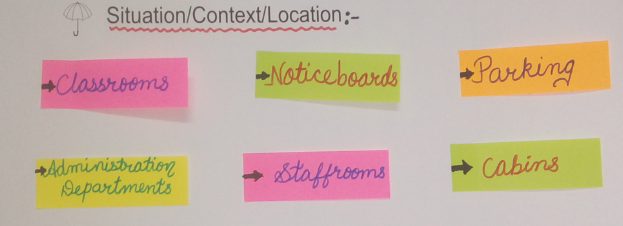 Situation/Context/Location:-
Classrooms
Noticeboards
Parking
Administration
Departments
Staffrooms
Cabins